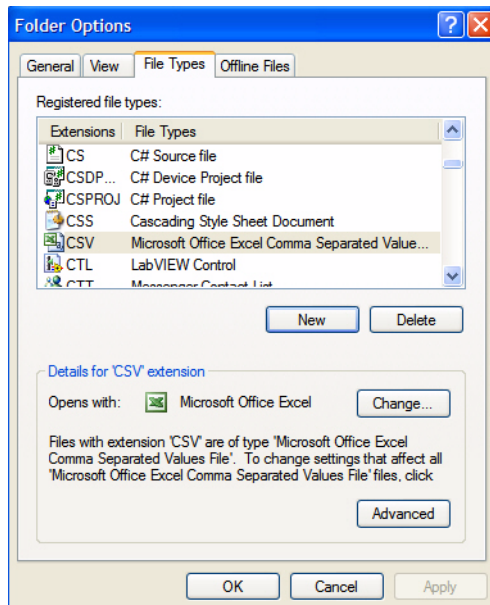 Folder Options
General View File Types Offline Files
Registered file types:
Extensions File Types
CS C# Source file
CSDP... C# Device Project file
CSPROJ C# Project file
CSS Cascading Style Sheet Document
CSV Microsoft Office Excel Comma Separated Value...
CTL LabVIEW Control
CTT Messenger Contact List
New Delete
Details for 'CSV' extension
Opens with: Microsoft Office Excel Change...
Files with extension 'CSV' are of type 'Microsoft Office Excel
Comma Separated Values File'. To change settings that affect all
'Microsoft Office Excel Comma Separated Values File' files, click
Advanced
OK Cancel Apply